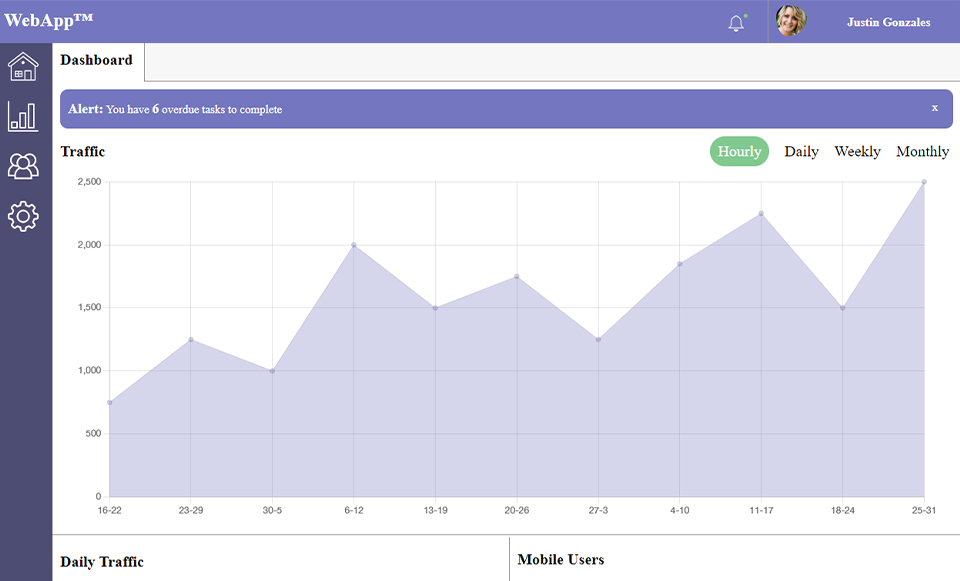 WebApp™
Justin Gonzales
Dashboard
Alert: You have 6 overdue tasks to complete
x
Traffic
Hourly Daily Weekly Monthly
2,500
2,000
1,500
1,000
500
0
16-22 23-29 30-5 6-12 13-19 20-26 27-3 4-10 11-17 18-24 25-31
Daily Traffic
Mobile Users